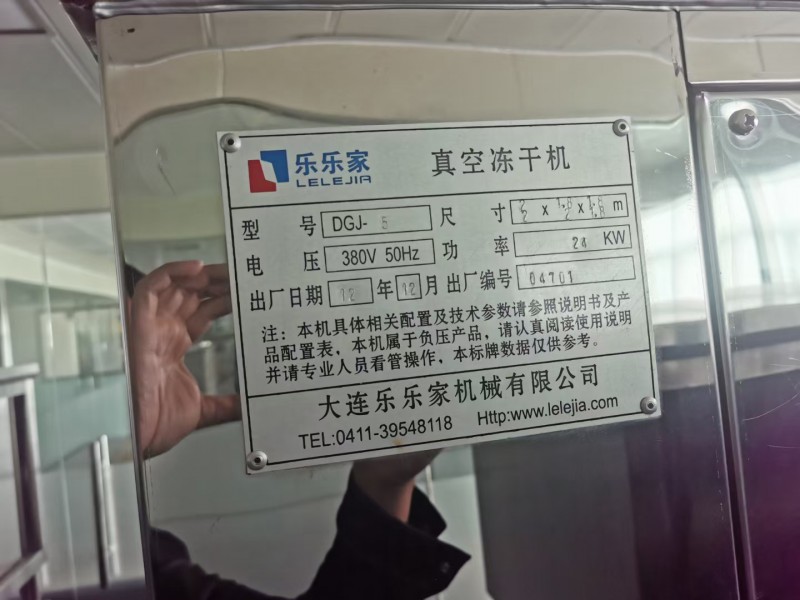 乐乐家 真空冻干机
LELEJIA
型号 DGJ-5 尺寸 m
电压 380V 50Hz 功率 24 KW
出厂日期 12 年 12 月 出厂编号 04701
注：本机具体相关配置及技术参数请参照说明书及产
品配置表，本机属于负压产品，请认真阅读使用说明
并请专业人员看管操作，本标牌数据仅供参考。
大连乐乐家机械有限公司
TEL:0411-39548118 Http:www.lelejia.com